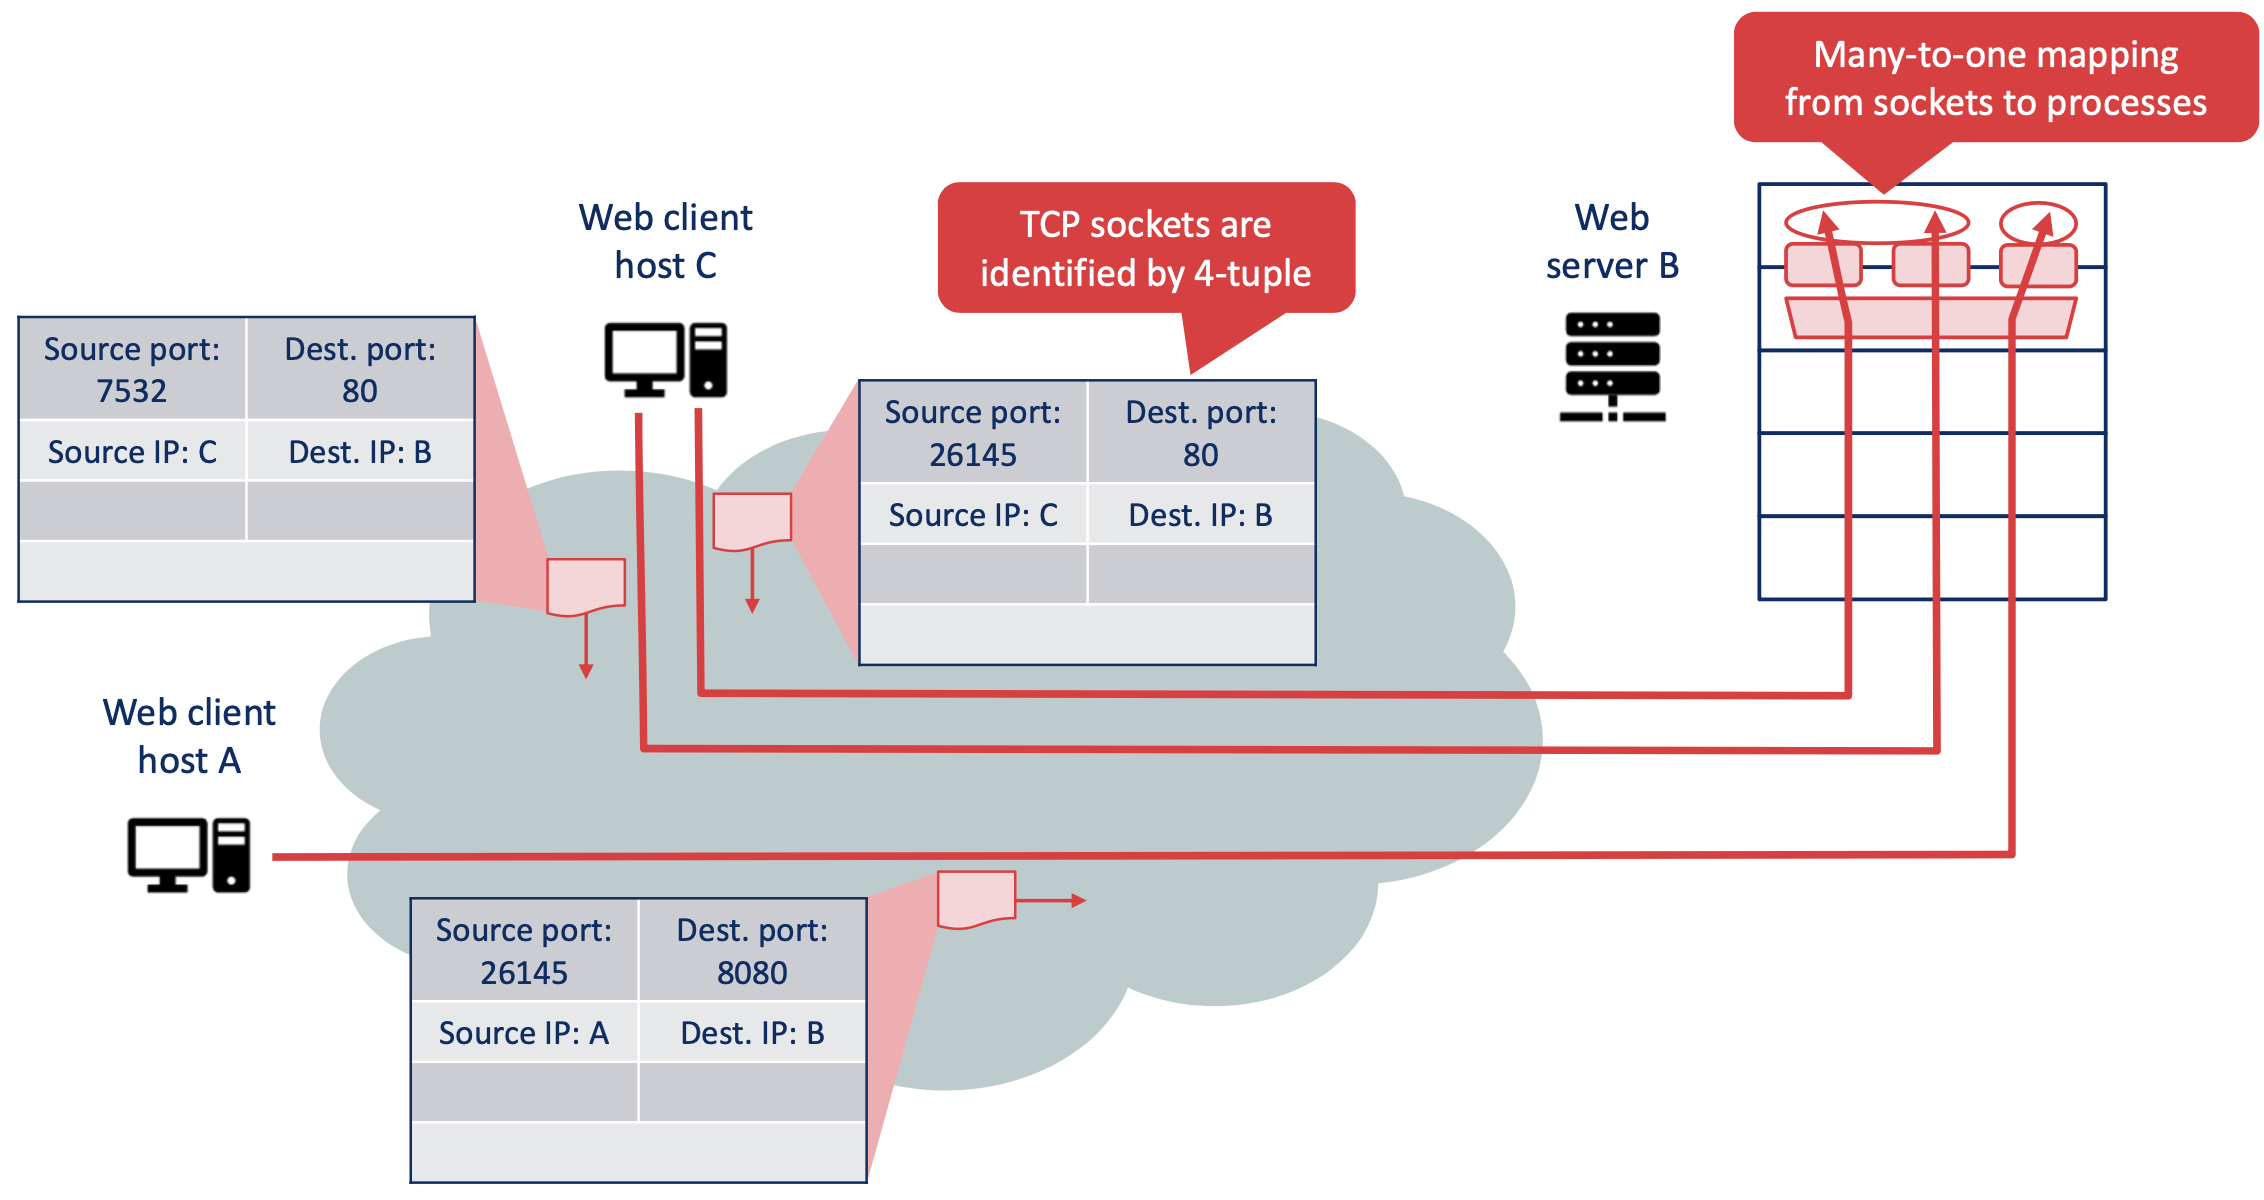 Many-to-one mapping
from sockets to processes
Web client
host C
TCP sockets are
identified by 4-tuple
Web
server B
Source port:
7532
Dest. port:
80
Source IP: C
Dest. IP: B
Source port:
26145
Dest. port:
80
Source IP: C
Dest. IP: B
Web client
host A
Source port:
26145
Dest. port:
8080
Source IP: A
Dest. IP: B